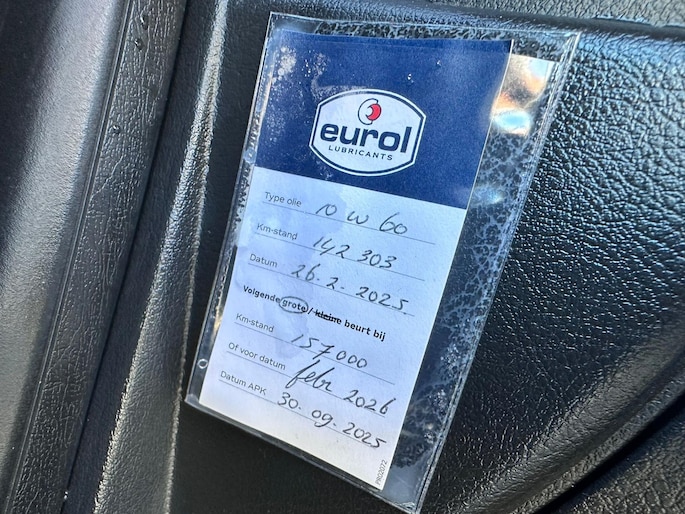 eurol
LUBRICANTS
Type olie 10 W 60
Km-stand 142 303
Datum 26.2-2025
Volgende grote / kleine beurt bij
Km-stand 157000
Of voor datum febr 2026
Datum APK 30.09.2025
PR02072